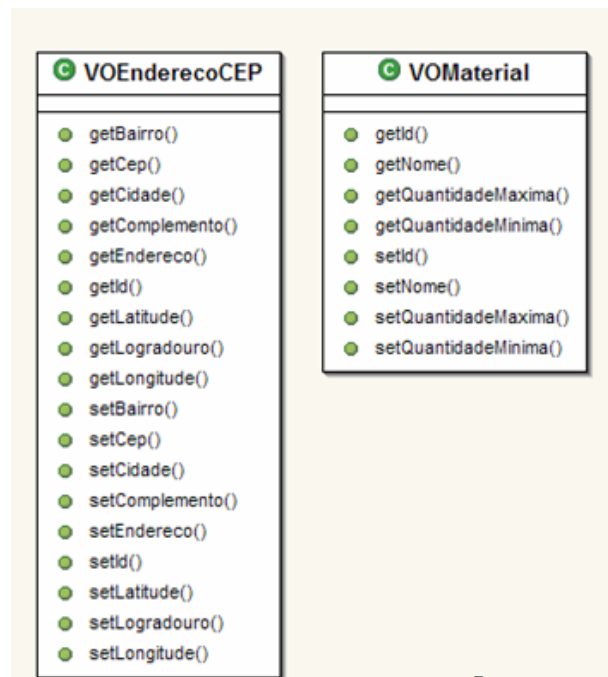 VOEnderecoCEP
getBairro()
getCep()
getCidade()
getComplemento()
getEndereco()
getId()
getLatitude()
getLogradouro()
getLongitude()
setBairro()
setCep()
setCidade()
setComplemento()
setEndereco()
setId()
setLatitude()
setLogradouro()
setLongitude()
VOMaterial
getId()
getNome()
getQuantidadeMaxima()
getQuantidadeMinima()
setId()
setNome()
setQuantidadeMaxima()
setQuantidadeMinima()